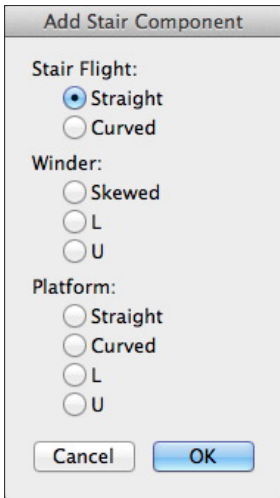 Add Stair Component
Stair Flight:
Straight
Curved
Winder:
Skewed
L
U
Platform:
Straight
Curved
L
U
Cancel OK